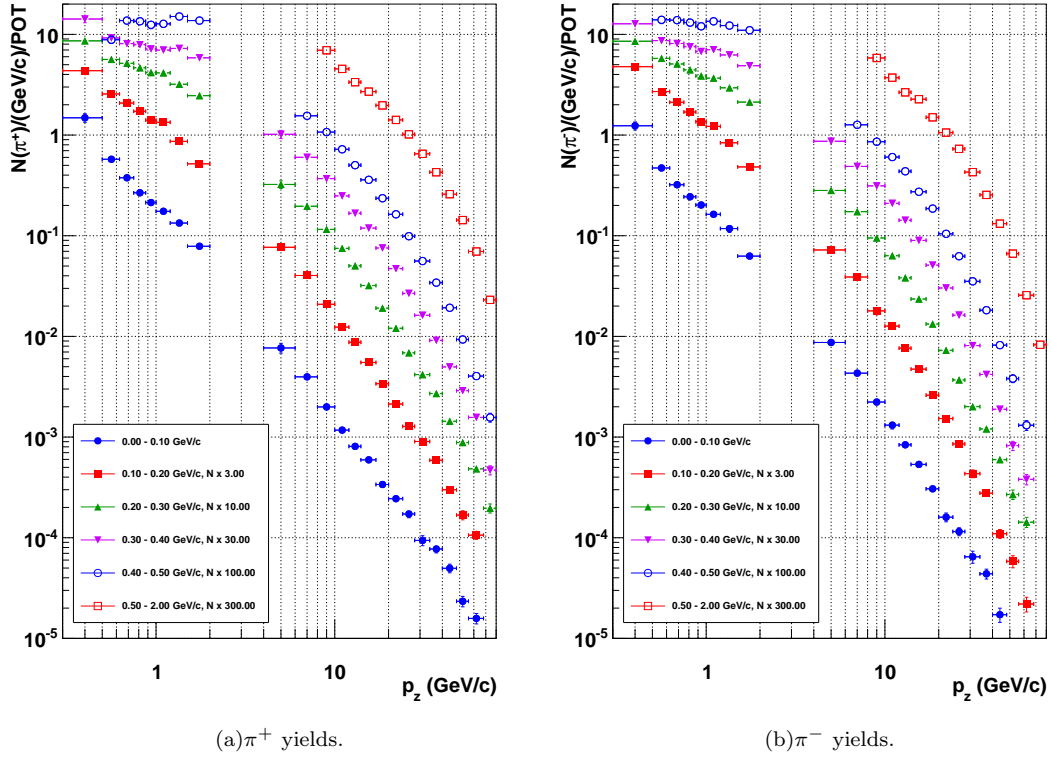 N(π⁺)/(GeV/c)/POT
10
1
10⁻¹
10⁻²
10⁻³
10⁻⁴
10⁻⁵
0.00 - 0.10 GeV/c
0.10 - 0.20 GeV/c, N x 3.00
0.20 - 0.30 GeV/c, N x 10.00
0.30 - 0.40 GeV/c, N x 30.00
0.40 - 0.50 GeV/c, N x 100.00
0.50 - 2.00 GeV/c, N x 300.00
1
10
p_z (GeV/c)
(a)π⁺ yields.
N(π⁻)/(GeV/c)/POT
10
1
10⁻¹
10⁻²
10⁻³
10⁻⁴
10⁻⁵
0.00 - 0.10 GeV/c
0.10 - 0.20 GeV/c, N x 3.00
0.20 - 0.30 GeV/c, N x 10.00
0.30 - 0.40 GeV/c, N x 30.00
0.40 - 0.50 GeV/c, N x 100.00
0.50 - 2.00 GeV/c, N x 300.00
1
10
p_z (GeV/c)
(b)π⁻ yields.